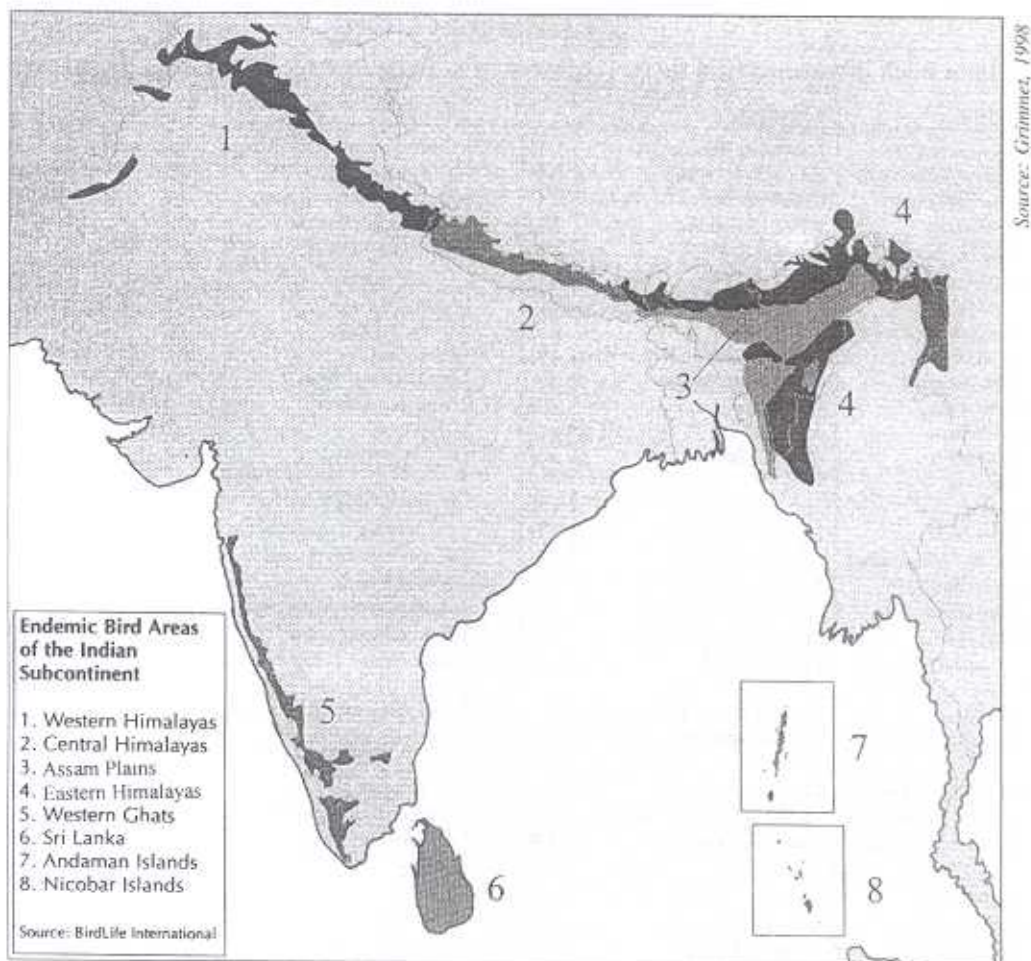 Source: Grimmet, 1998
4
1
2
3
4
5
7
6
8
Endemic Bird Areas
of the Indian
Subcontinent
1. Western Himalayas
2. Central Himalayas
3. Assam Plains
4. Eastern Himalayas
5. Western Ghats
6. Sri Lanka
7. Andaman Islands
8. Nicobar Islands
Source: BirdLife International